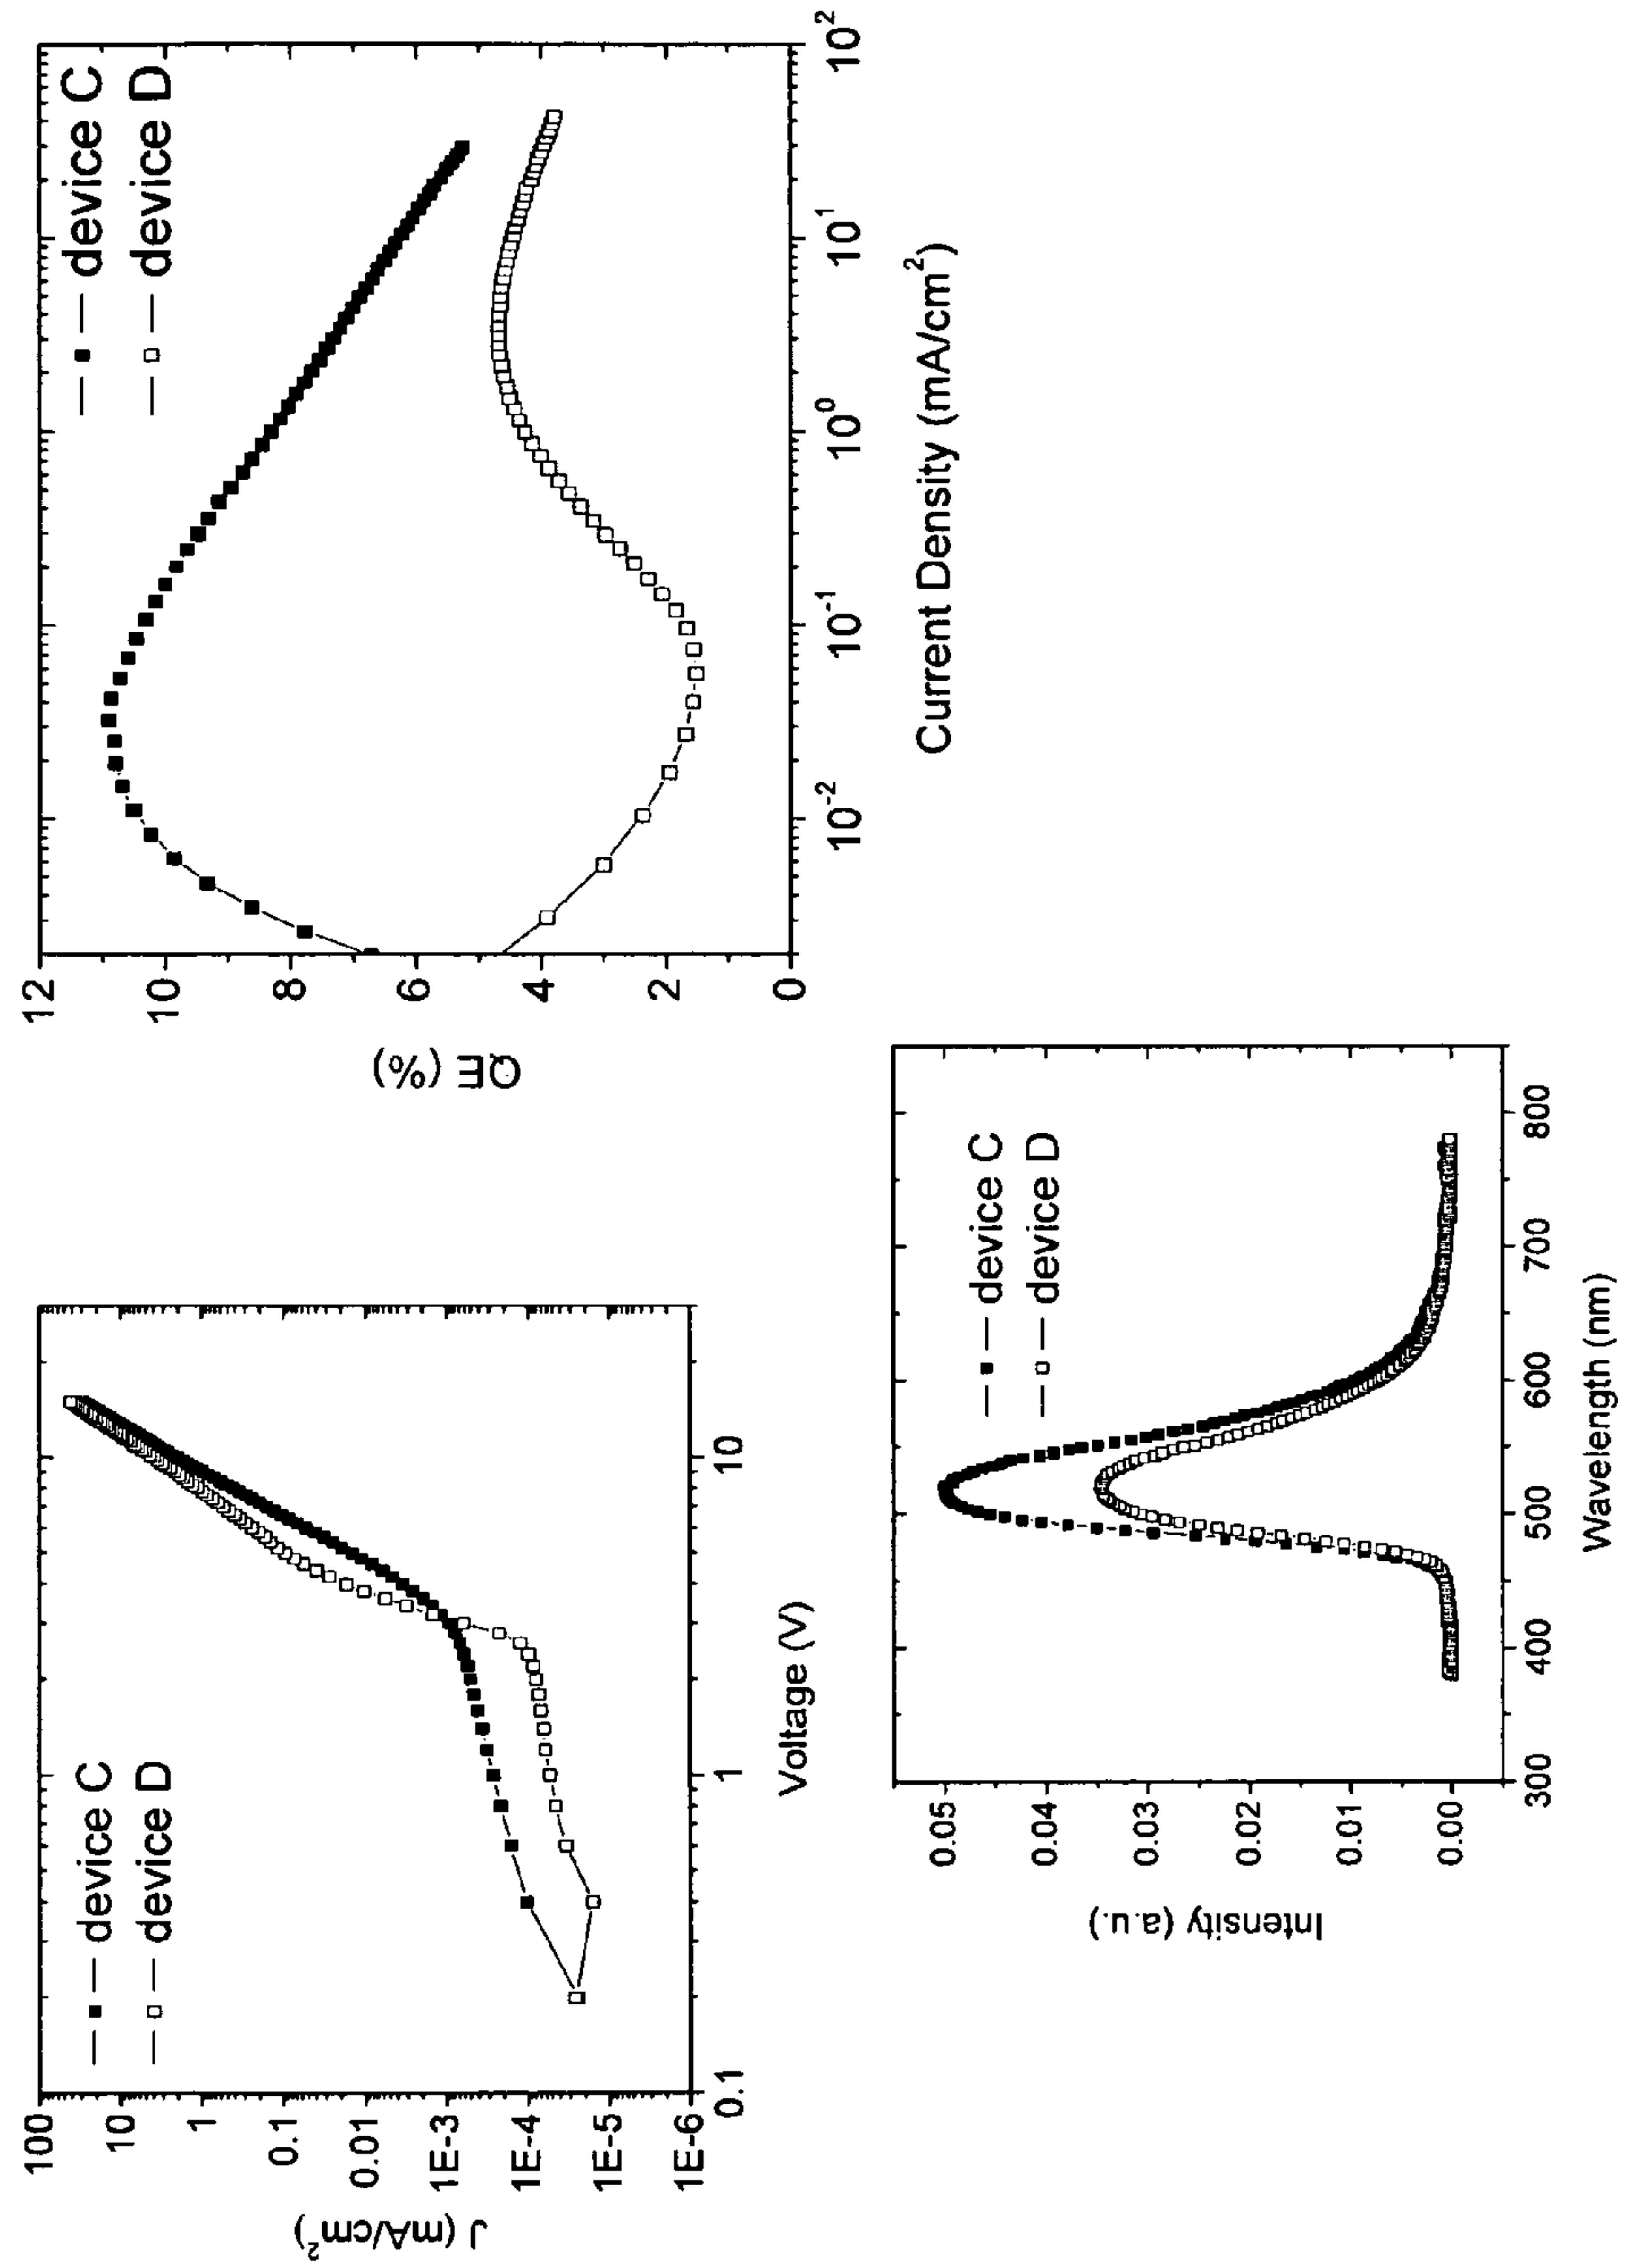 device C
device D
J (mA/cm²)
100
10
1
0.1
0.01
1E-3
1E-4
1E-5
1E-6
0.1
1
10
Voltage (V)
device C
device D
QE (%)
12
10
8
6
4
2
0
10⁻²
10⁻¹
10⁰
10¹
10²
Current Density (mA/cm²)
device C
device D
Intensity (a.u.)
0.05
0.04
0.03
0.02
0.01
0.00
300
400
500
600
700
800
Wavelength (nm)